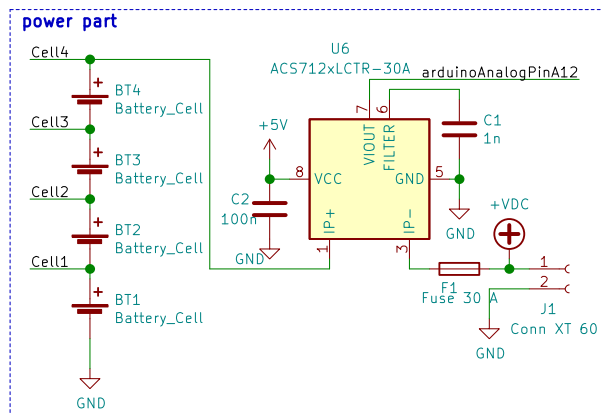 power part
Cell4
Cell3
Cell2
Cell1
BT4
Battery_Cell
BT3
Battery_Cell
BT2
Battery_Cell
BT1
Battery_Cell
GND
U6
ACS712xLCTR-30A
arduinoAnalogPinA12
7
6
VIOUT
FILTER
C1
1n
+5V
8
VCC
GND
5
C2
100n
GND
IP+
IP-
1
3
GND
+VDC
F1
Fuse 30 A
1
2
J1
Conn XT 60
GND